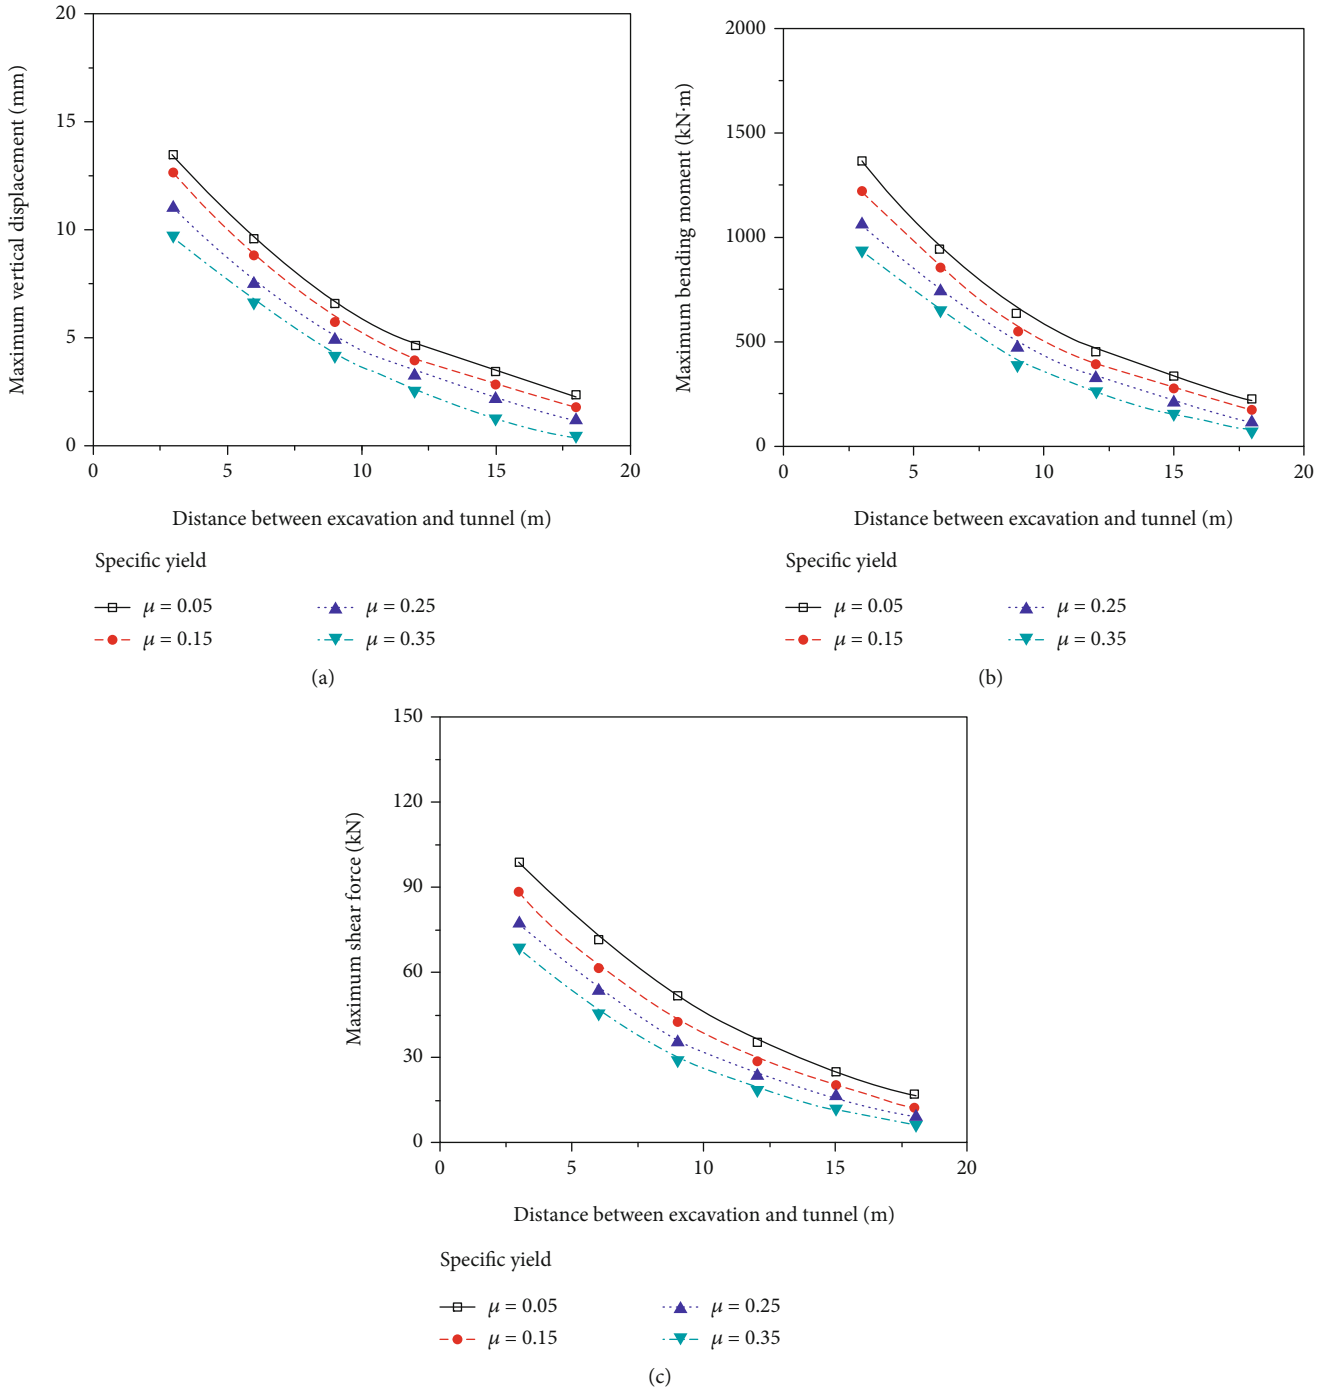 20
15
10
5
0
Maximum vertical displacement (mm)
0 5 10 15 20
Distance between excavation and tunnel (m)
Specific yield
μ = 0.05 μ = 0.25
μ = 0.15 μ = 0.35
(a)
2000
1500
1000
500
0
Maximum bending moment (kN·m)
0 5 10 15 20
Distance between excavation and tunnel (m)
Specific yield
μ = 0.05 μ = 0.25
μ = 0.15 μ = 0.35
(b)
150
120
90
60
30
0
Maximum shear force (kN)
0 5 10 15 20
Distance between excavation and tunnel (m)
Specific yield
μ = 0.05 μ = 0.25
μ = 0.15 μ = 0.35
(c)